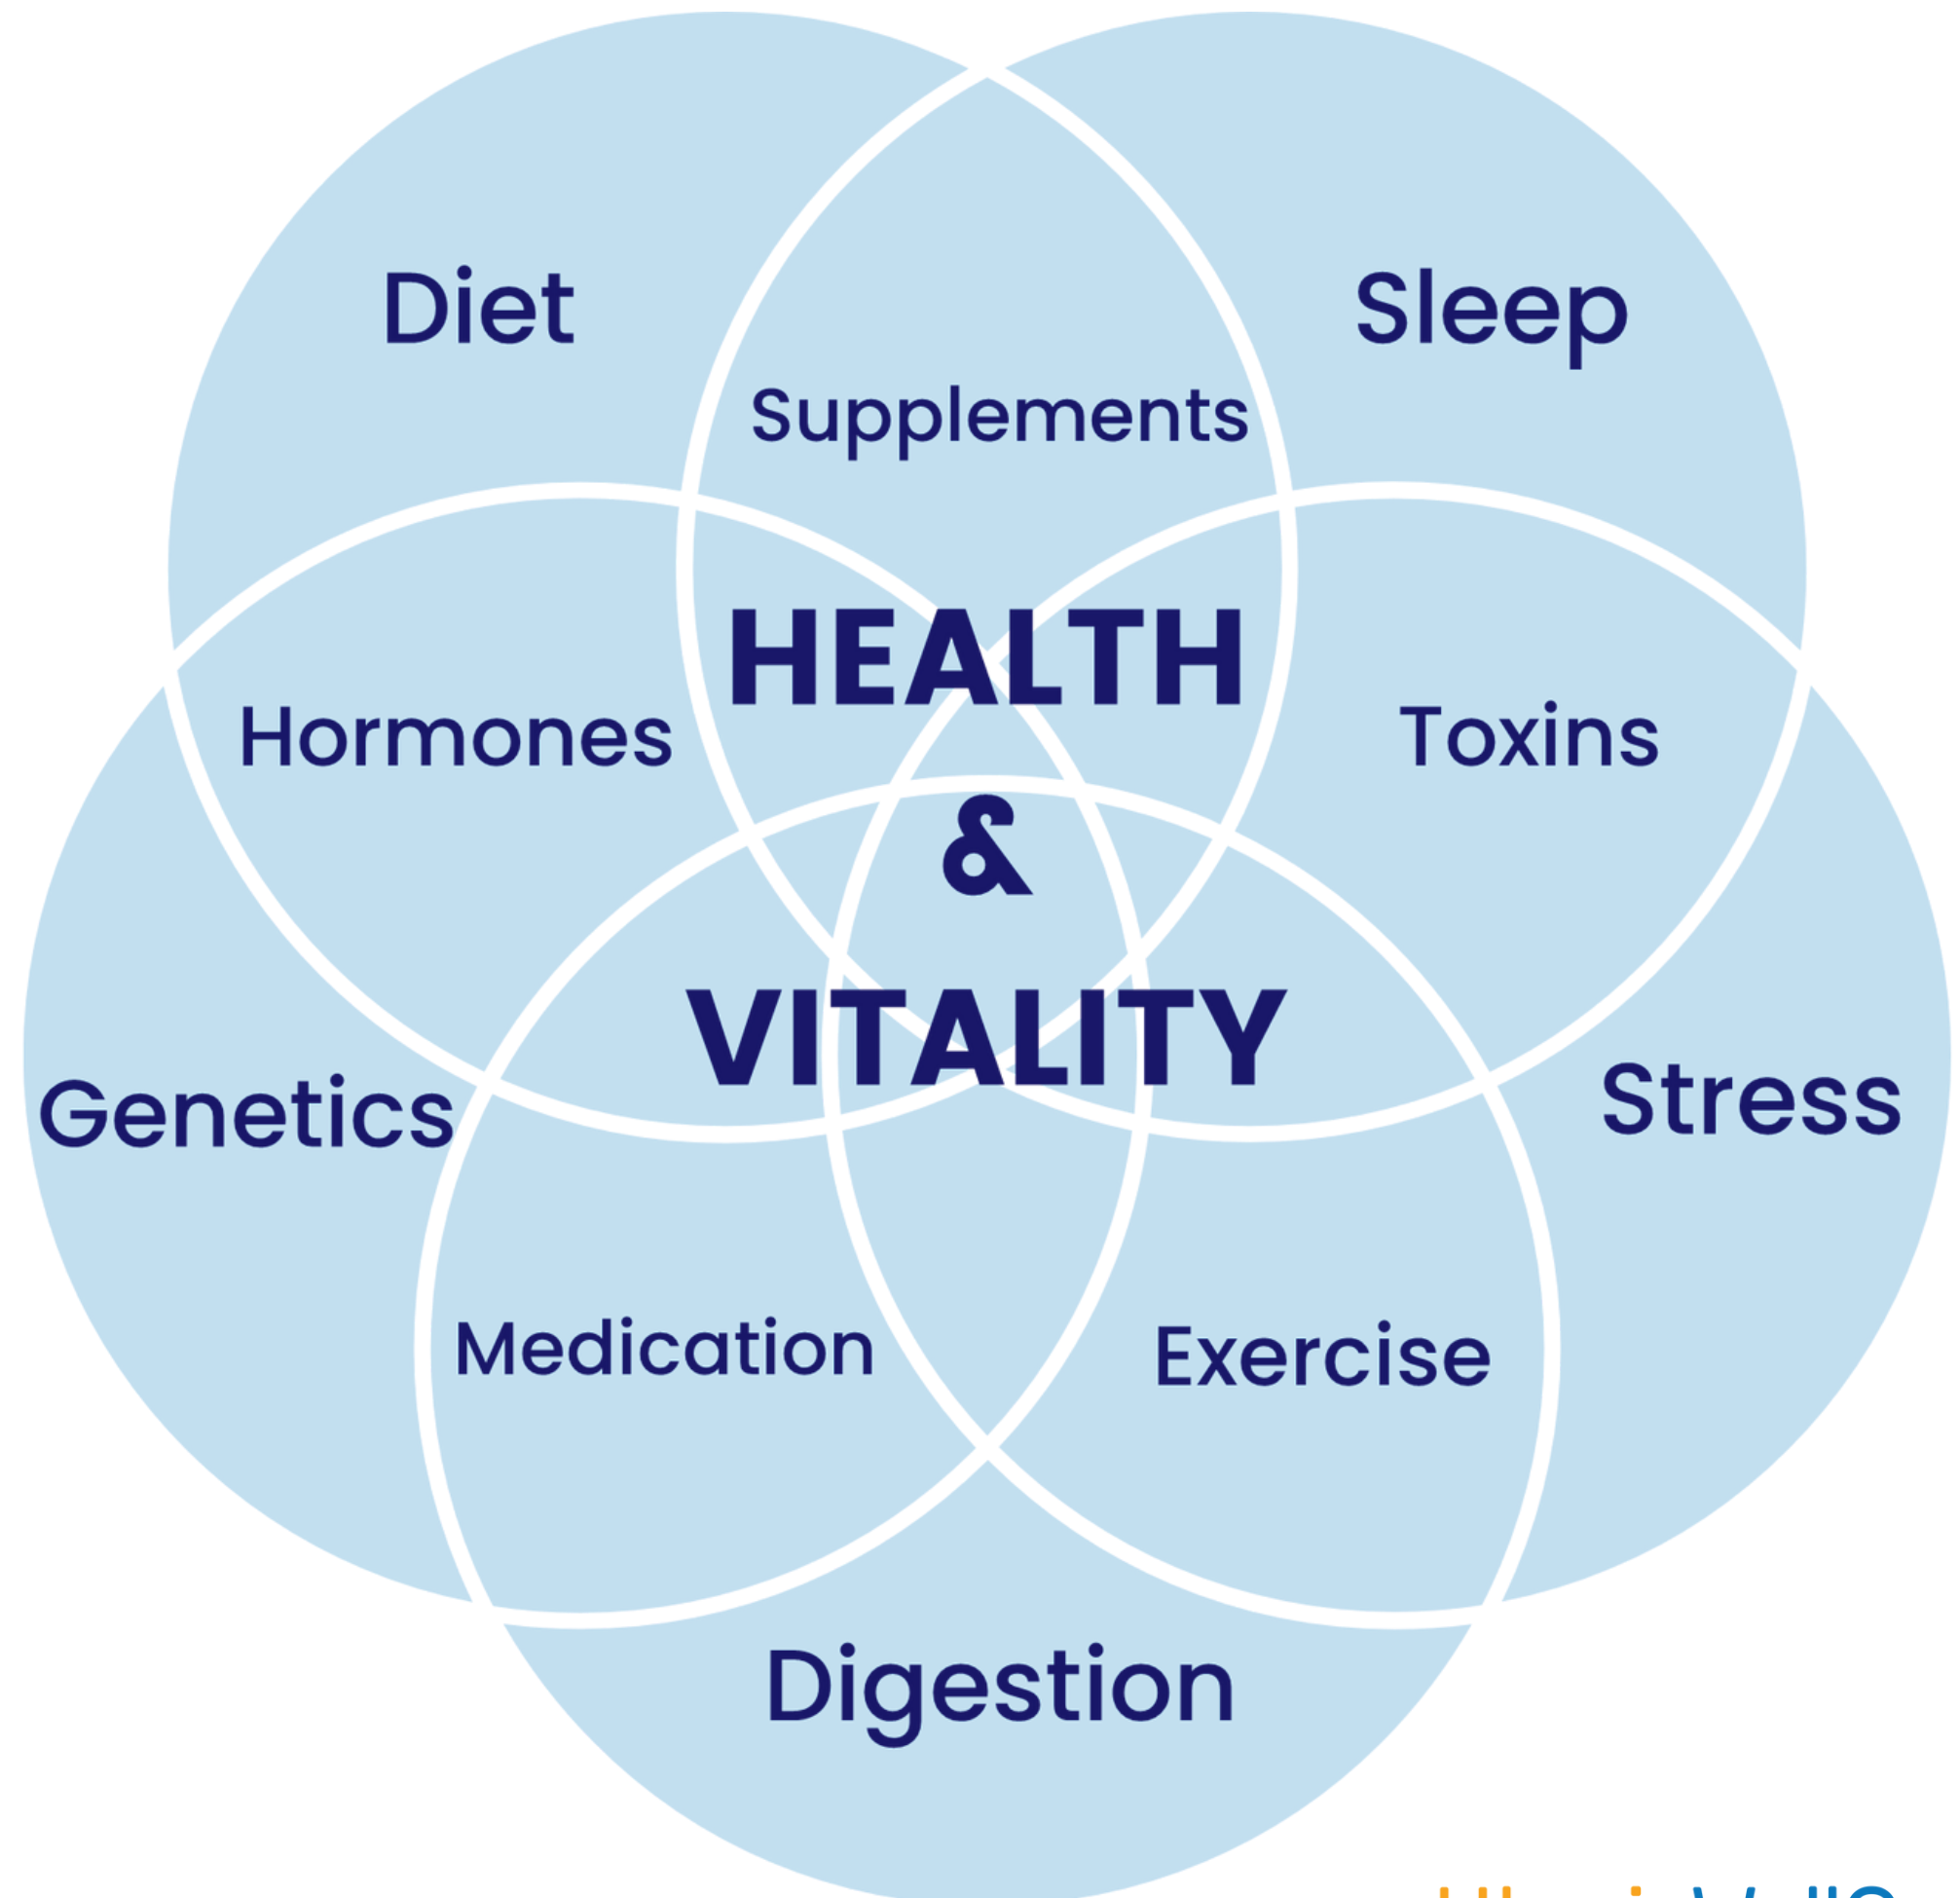 Diet
Sleep
Supplements
HEALTH
Hormones
Toxins
&
VITALITY
Genetics
Stress
Medication
Exercise
Digestion